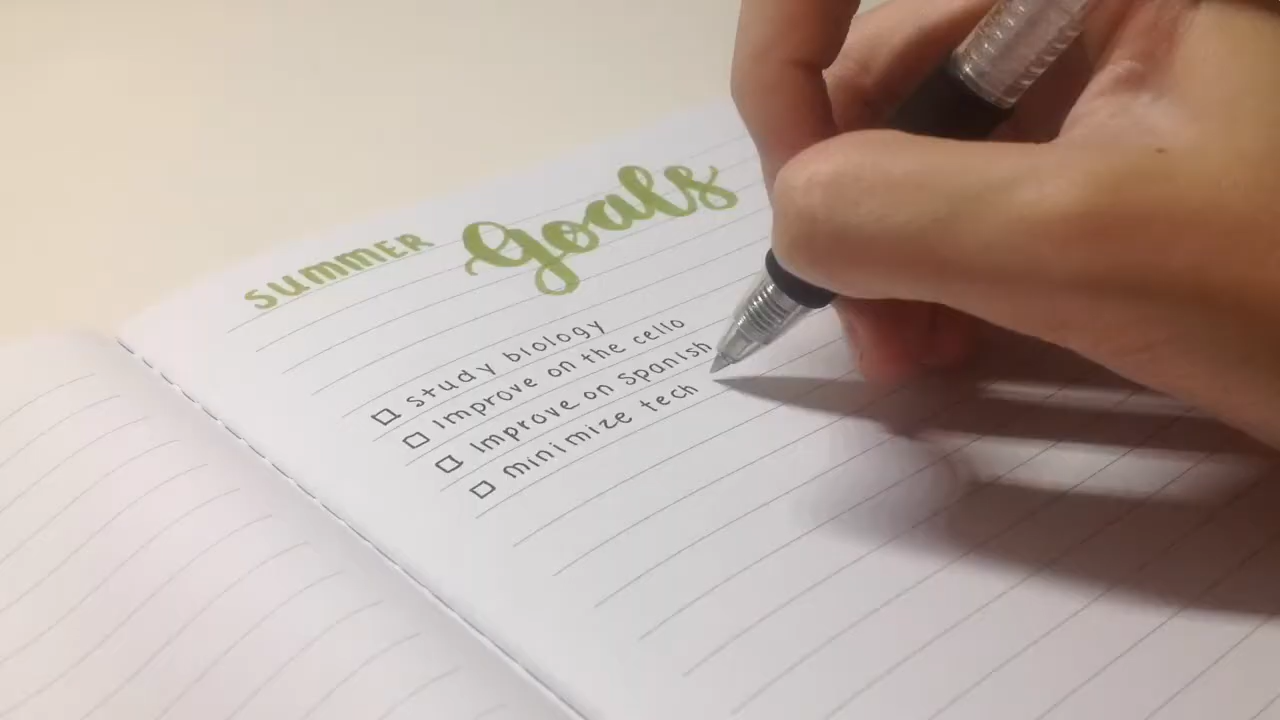 SUMMER Goals
□ study biology
□ improve on the cello
□ improve on Spanish
□ minimize tech